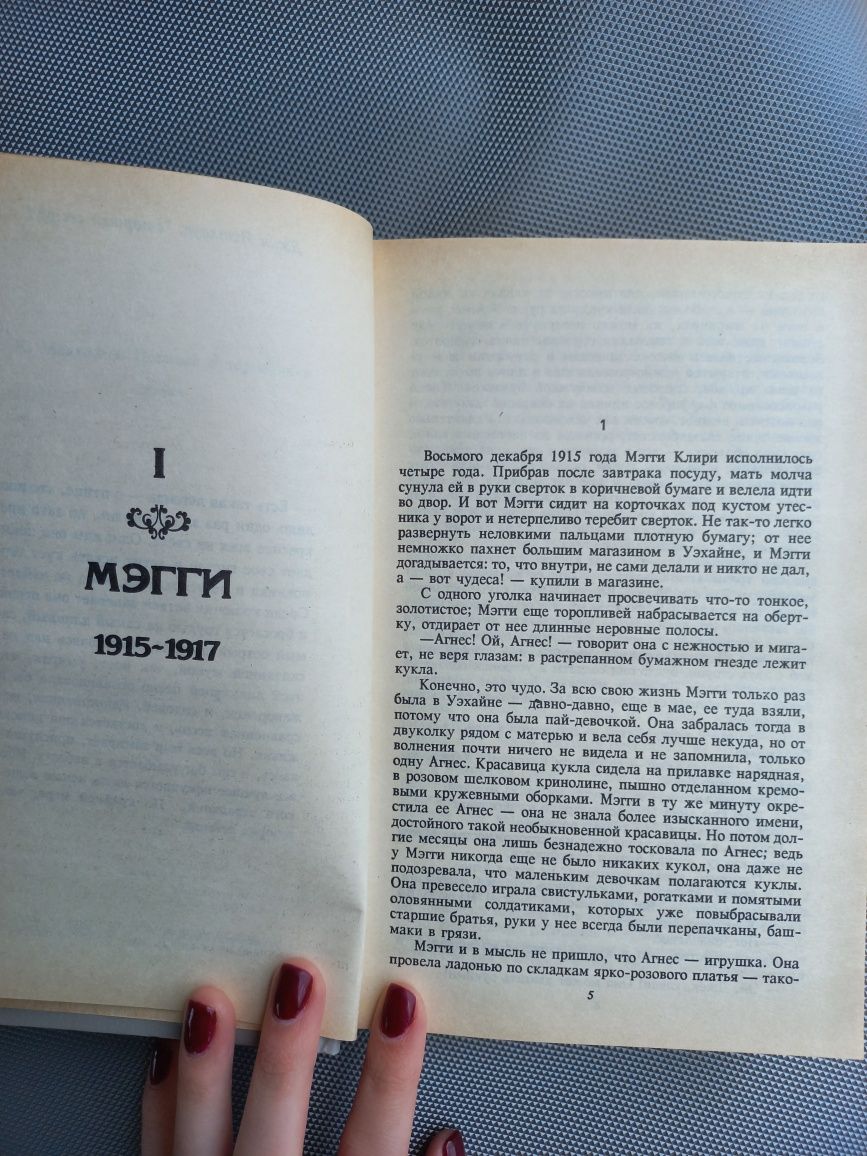 I
МЭГГИ
1915~1917
1
Восьмого декабря 1915 года Мэгги Клири исполнилось
четыре года. Прибрав после завтрака посуду, мать молча
сунула ей в руки сверток в коричневой бумаге и велела идти
во двор. И вот Мэгги сидит на корточках под кустом утес-
ника у ворот и нетерпеливо теребит сверток. Не так-то легко
развернуть неловкими пальцами плотную бумагу; от нее
немножко пахнет большим магазином в Уэхайне, и Мэгги
догадывается: то, что внутри, не сами делали и никто не дал,
а — вот чудеса! — купили в магазине.
С одного уголка начинает просвечивать что-то тонкое,
золотистое; Мэгги еще торопливей набрасывается на оберт-
ку, отдирает от нее длинные неровные полосы.
—Агнес! Ой, Агнес! — говорит она с нежностью и мига-
ет, не веря глазам: в растрепанном бумажном гнезде лежит
кукла.
Конечно, это чудо. За всю свою жизнь Мэгги только раз
была в Уэхайне — давно-давно, еще в мае, ее туда взяли,
потому что она была пай-девочкой. Она забралась тогда в
двуколку рядом с матерью и вела себя лучше некуда, но от
волнения почти ничего не видела и не запомнила, только
одну Агнес. Красавица кукла сидела на прилавке нарядная,
в розовом шелковом кринолине, пышно отделанном кремо-
выми кружевными оборками. Мэгги в ту же минуту окре-
стила ее Агнес — она не знала более изысканного имени,
достойного такой необыкновенной красавицы. Но потом дол-
гие месяцы она лишь безнадежно тосковала по Агнес; ведь
у Мэгги никогда еще не было никаких кукол, она даже не
подозревала, что маленьким девочкам полагаются куклы.
Она превесело играла свистульками, рогатками и помятыми
оловянными солдатиками, которых уже повыбрасывали
старшие братья, руки у нее всегда были перепачканы, баш-
маки в грязи.
Мэгги и в мысль не пришло, что Агнес — игрушка. Она
провела ладонью по складкам ярко-розового платья — тако-
5